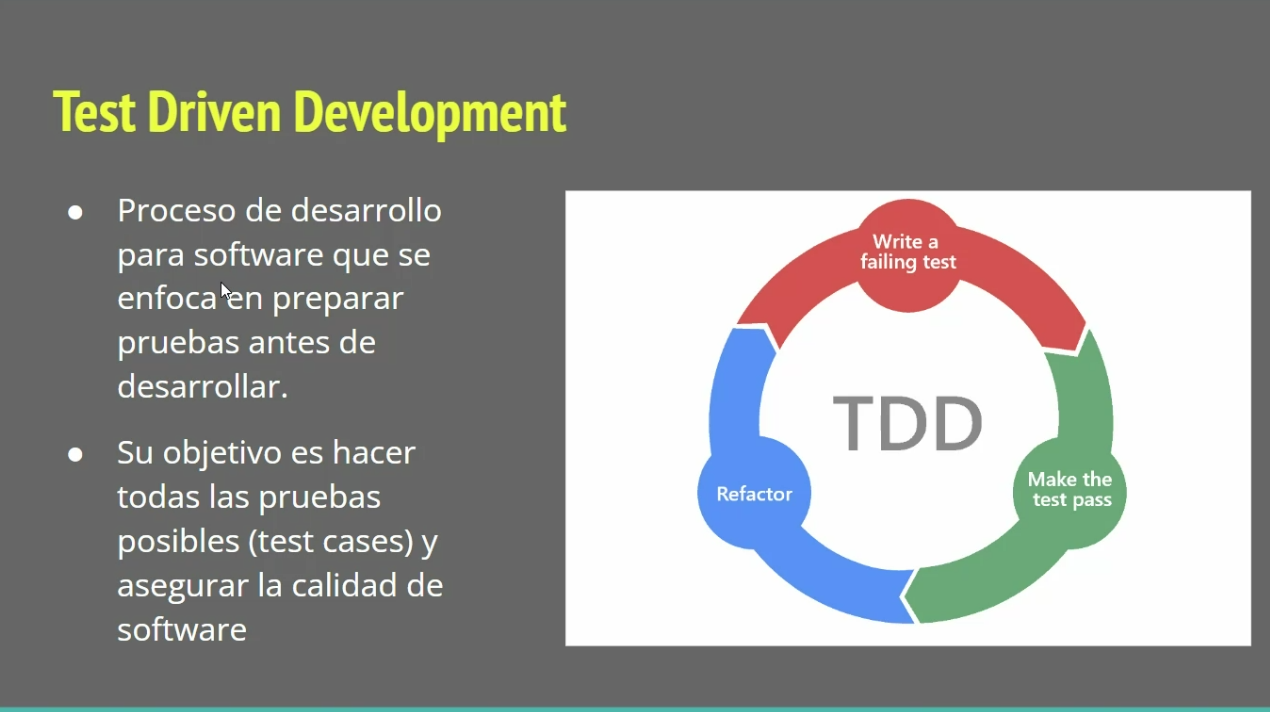 Test Driven Development
● Proceso de desarrollo
para software que se
enfoca en preparar
pruebas antes de
desarrollar.
● Su objetivo es hacer
todas las pruebas
posibles (test cases) y
asegurar la calidad de
software
Write a
failing test
TDD
Make the
test pass
Refactor